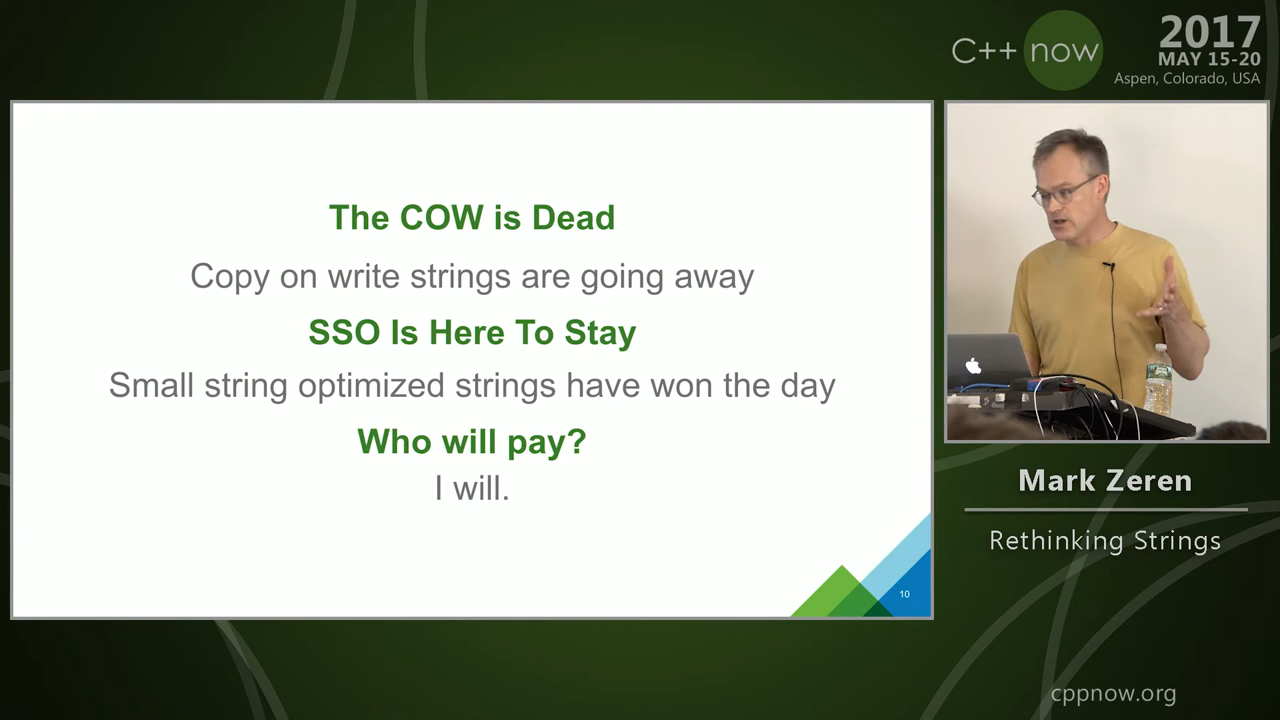 C++ now
2017
MAY 15-20
Aspen, Colorado, USA
The COW is Dead
Copy on write strings are going away
SSO Is Here To Stay
Small string optimized strings have won the day
Who will pay?
I will.
10
Mark Zeren
Rethinking Strings
cppnow.org